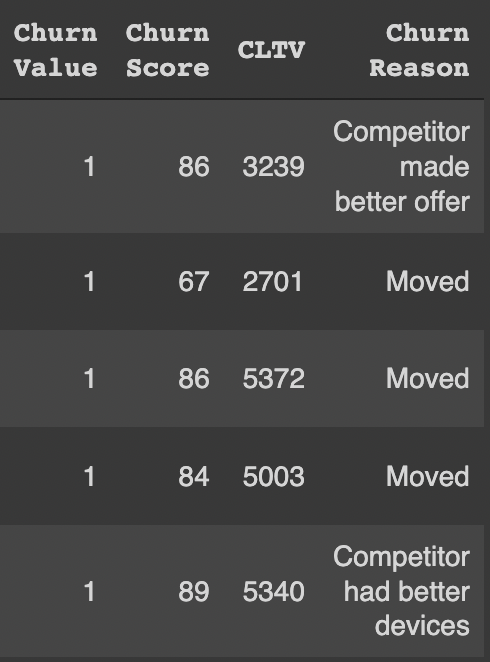 Churn Value Churn Score CLTV Churn Reason
1 86 3239 Competitor made better offer
1 67 2701 Moved
1 86 5372 Moved
1 84 5003 Moved
1 89 5340 Competitor had better devices